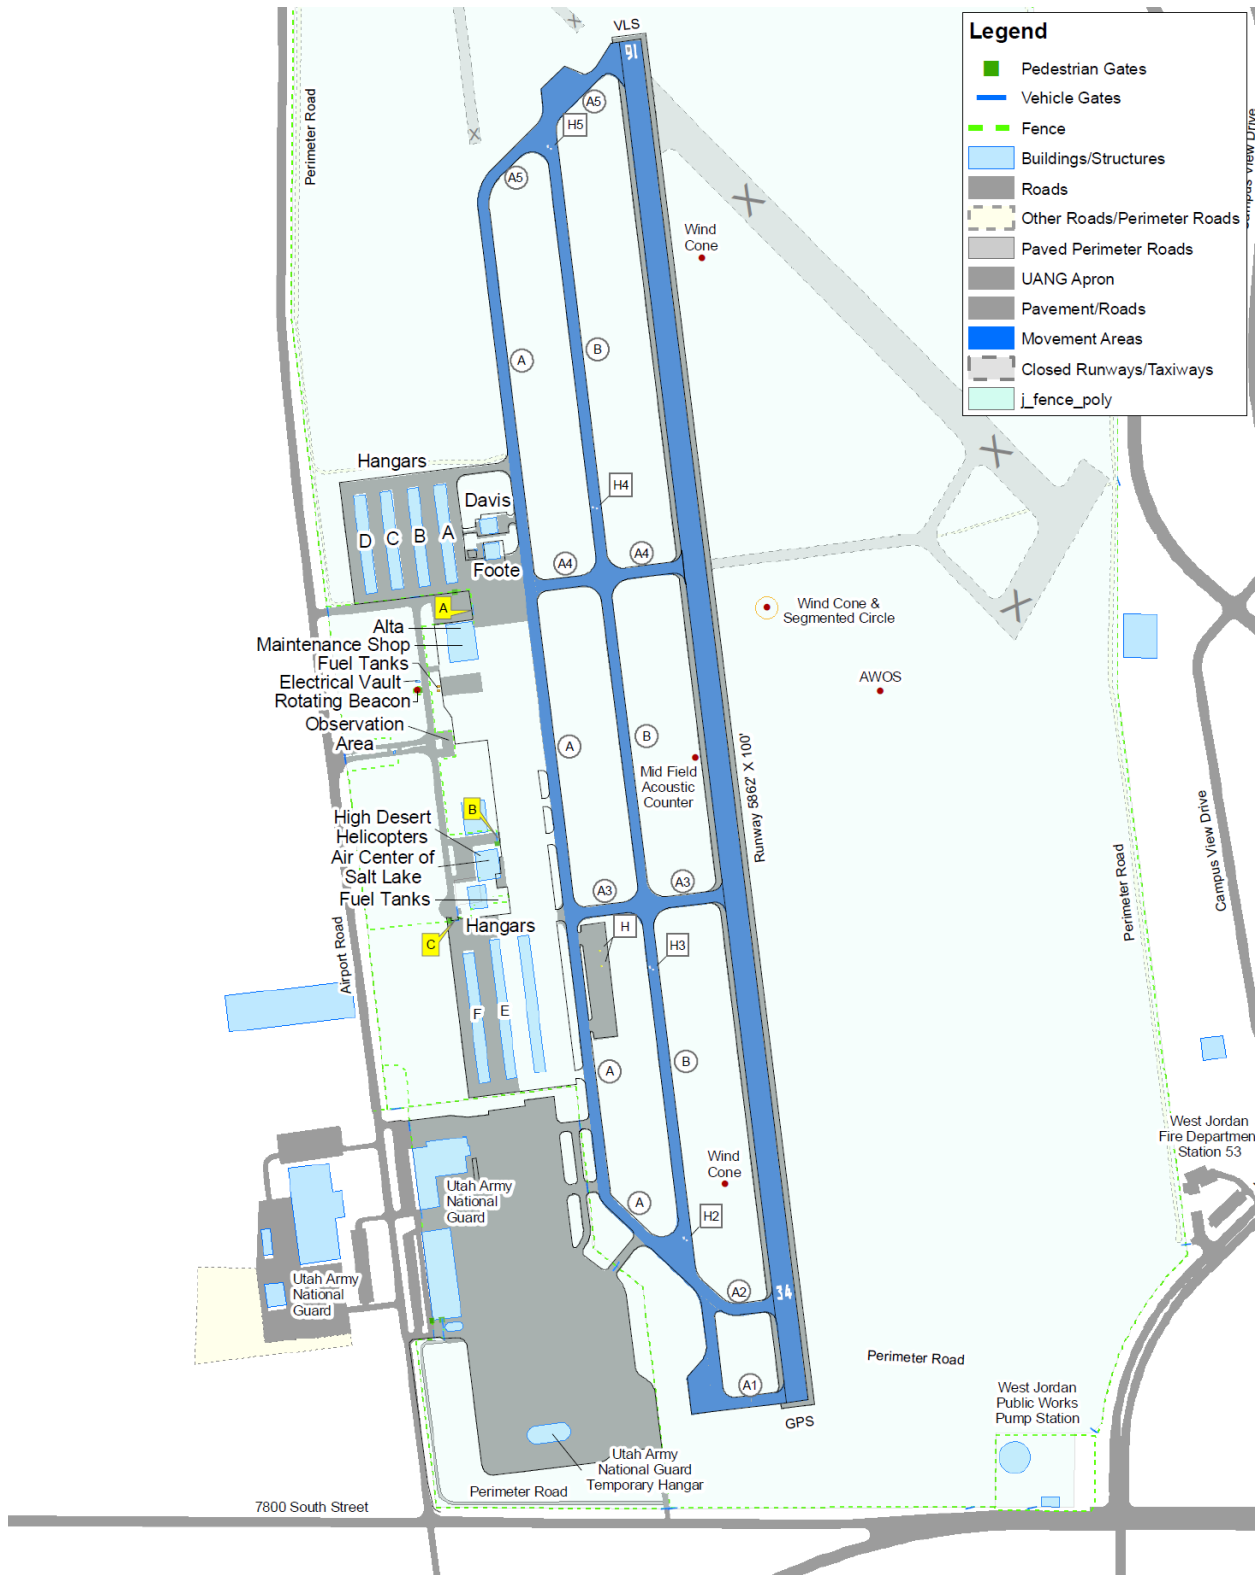 VLS
16
Legend
Pedestrian Gates
Vehicle Gates
Fence
Buildings/Structures
Roads
Other Roads/Perimeter Roads
Paved Perimeter Roads
UANG Apron
Pavement/Roads
Movement Areas
Closed Runways/Taxiways
j_fence_poly
Perimeter Road
A5
H5
A5
X
X
X
Campus View Drive
Wind
Cone
A
B
Hangars
Davis
H4
D
C
B
A
Foote
A4
A4
A
Alta
Maintenance Shop
Fuel Tanks
Electrical Vault
Rotating Beacon
Observation
Area
X
X
X
Wind Cone &
Segmented Circle
AWOS
A
B
Mid Field
Acoustic
Counter
Runway 5862' X 100'
B
High Desert
Helicopters
Air Center of
Salt Lake
Fuel Tanks
Hangars
C
A3
A3
H
H3
Airport Road
Perimeter Road
Campus View Drive
F
E
A
B
West Jordan
Fire Departmen
Station 53
Wind
Cone
Utah Army
National
Guard
A
H2
Utah Army
National
Guard
A2
34
A1
GPS
Perimeter Road
West Jordan
Public Works
Pump Station
Utah Army
National Guard
Temporary Hangar
Perimeter Road
7800 South Street